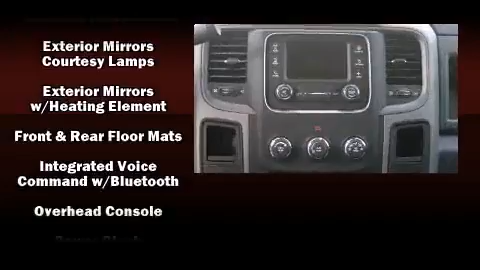 Exterior Mirrors
Courtesy Lamps
Exterior Mirrors
w/Heating Element
Front & Rear Floor Mats
Integrated Voice
Command w/Bluetooth
Overhead Console